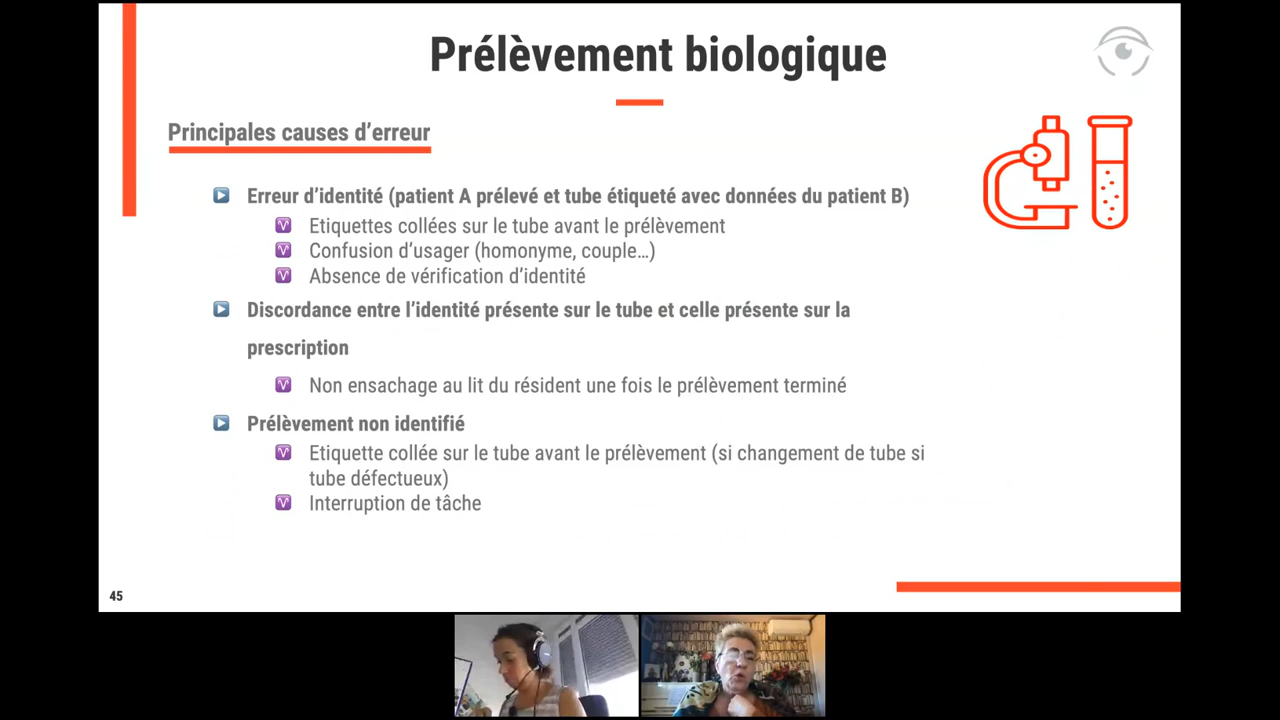 Prélèvement biologique
Principales causes d’erreur
Erreur d’identité (patient A prélevé et tube étiqueté avec données du patient B)
Etiquettes collées sur le tube avant le prélèvement
Confusion d’usager (homonyme, couple…)
Absence de vérification d’identité
Discordance entre l’identité présente sur le tube et celle présente sur la
prescription
Non ensachage au lit du résident une fois le prélèvement terminé
Prélèvement non identifié
Etiquette collée sur le tube avant le prélèvement (si changement de tube si
tube défectueux)
Interruption de tâche
45